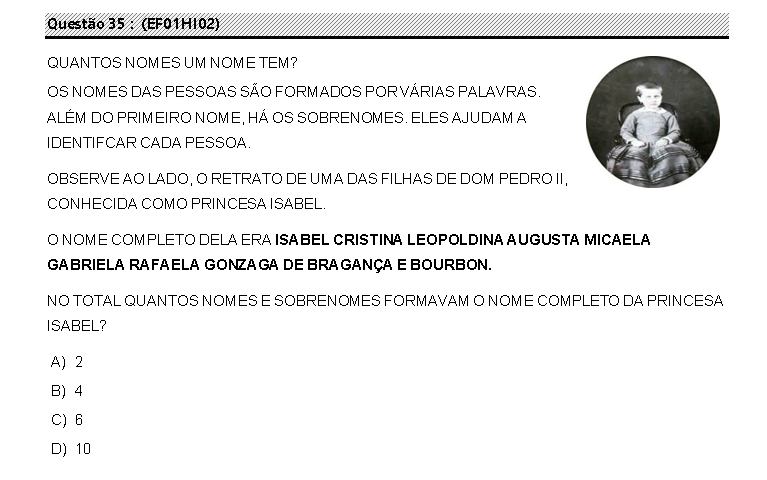 Questão 35 : (EF01HI02)
QUANTOS NOMES UM NOME TEM?
OS NOMES DAS PESSOAS SÃO FORMADOS POR VÁRIAS PALAVRAS.
ALÉM DO PRIMEIRO NOME, HÁ OS SOBRENOMES. ELES AJUDAM A
IDENTIFCAR CADA PESSOA.
OBSERVE AO LADO, O RETRATO DE UMA DAS FILHAS DE DOM PEDRO II,
CONHECIDA COMO PRINCESA ISABEL.
O NOME COMPLETO DELA ERA ISABEL CRISTINA LEOPOLDINA AUGUSTA MICAELA
GABRIELA RAFAELA GONZAGA DE BRAGANÇA E BOURBON.
NO TOTAL QUANTOS NOMES E SOBRENOMES FORMAVAM O NOME COMPLETO DA PRINCESA
ISABEL?
A) 2
B) 4
C) 6
D) 10